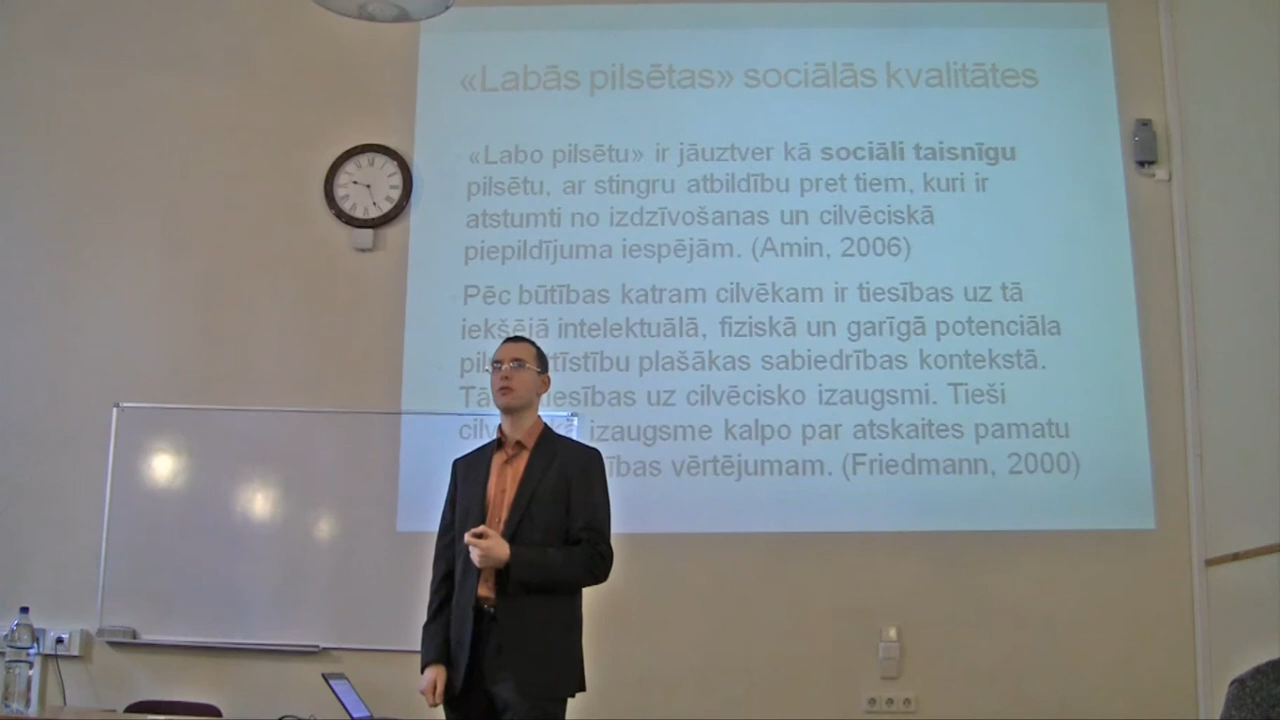 «Labās pilsētas» sociālās kvalitātes
«Labo pilsētu» ir jāuztver kā sociāli taisnīgu
pilsētu, ar stingru atbildību pret tiem, kuri ir
atstumti no izdzīvošanas un cilvēciskā
piepildījuma iespējām. (Amin, 2006)
Pēc būtības katram cilvēkam ir tiesības uz tā
iekšējā intelektuālā, fiziskā un garīgā potenciāla
plašākas sabiedrības kontekstā.
uz cilvēcisko izaugsmi. Tieši
izaugsme kalpo par atskaites pamatu
vērtējumam. (Friedmann, 2000)